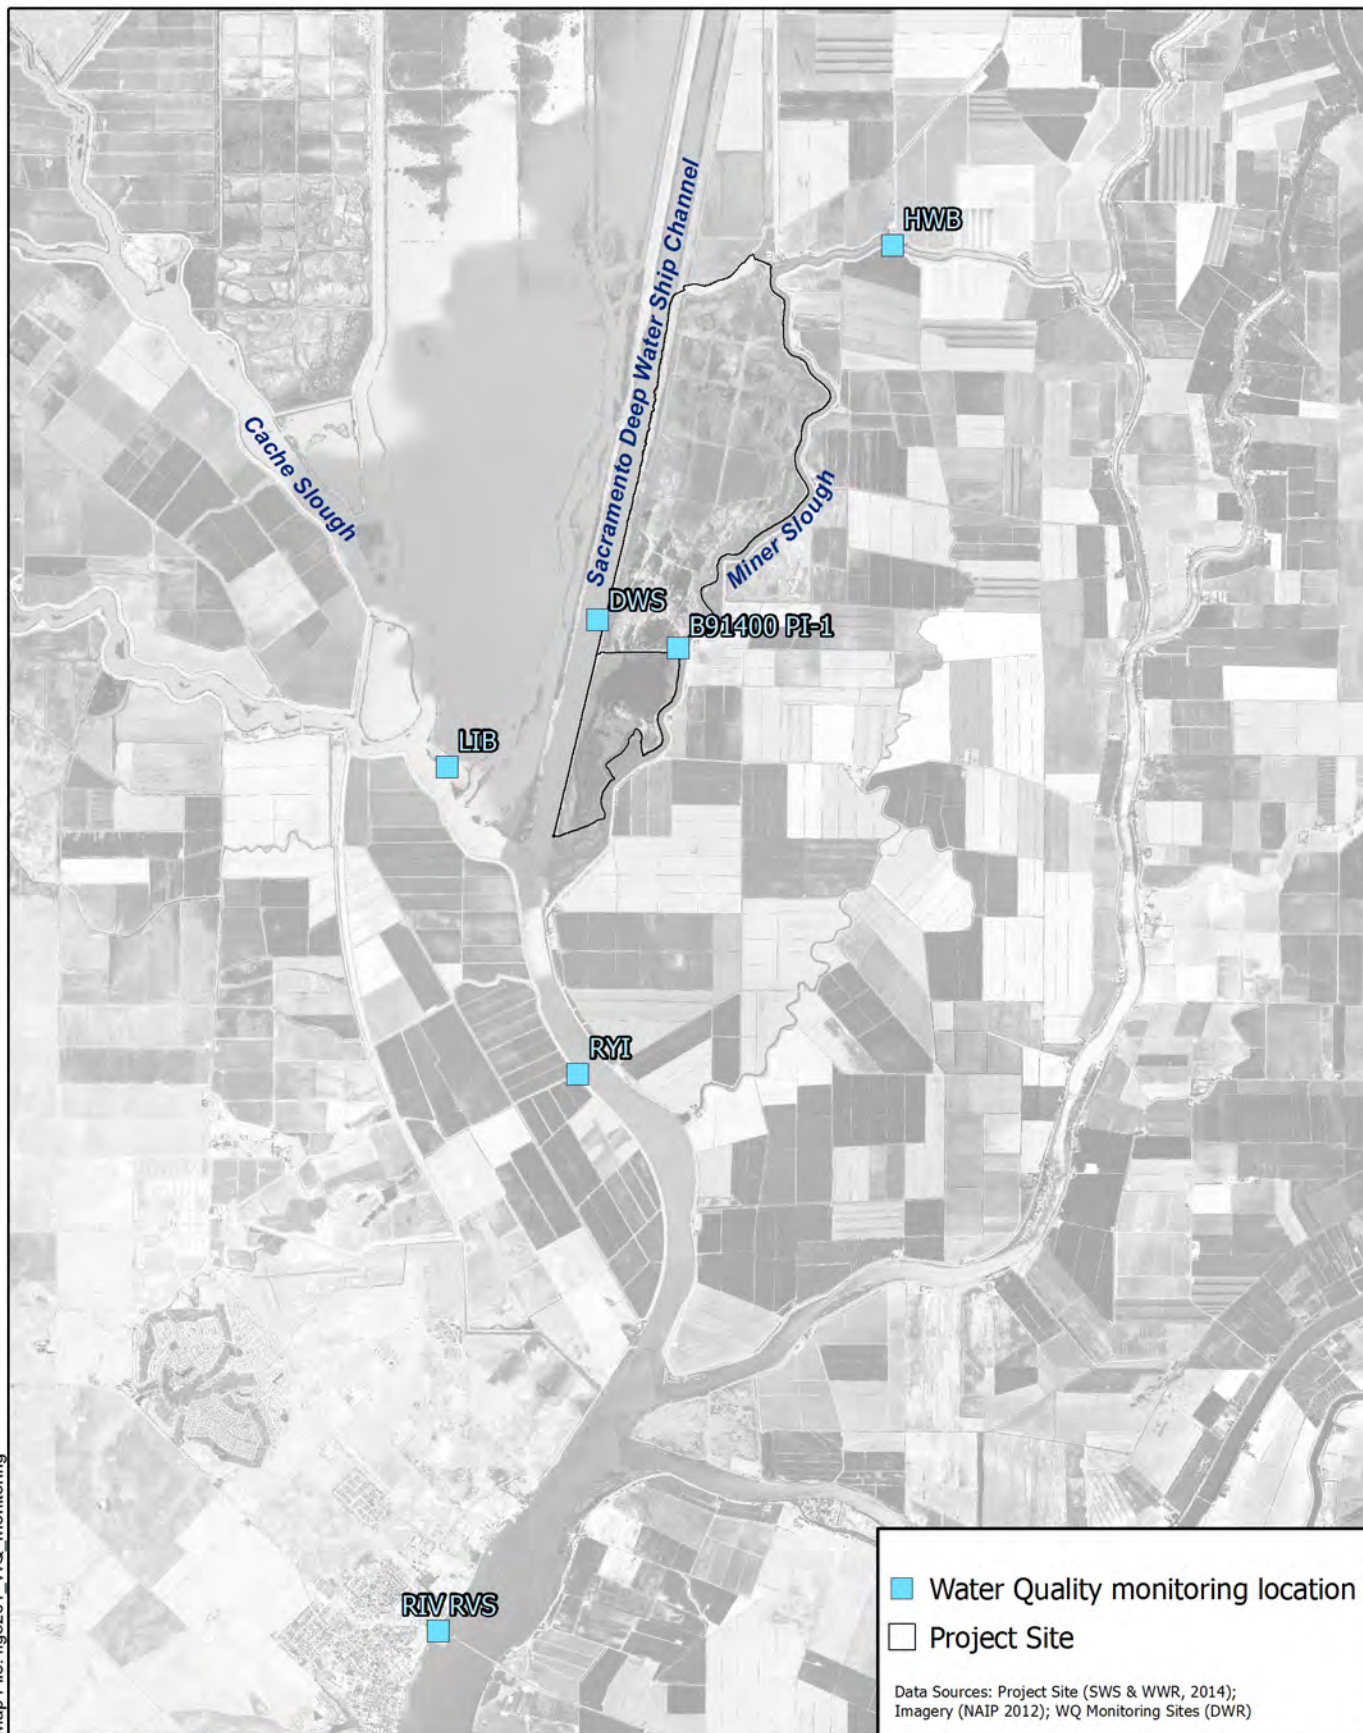 Sacramento Deep Water Ship Channel
HWB
Cache Slough
Miner Slough
DWS
B91400 PI-1
LIB
RYI
RIV RVS
Water Quality monitoring location
Project Site
Data Sources: Project Site (SWS & WWR, 2014);
Imagery (NAIP 2012); WQ Monitoring Sites (DWR)